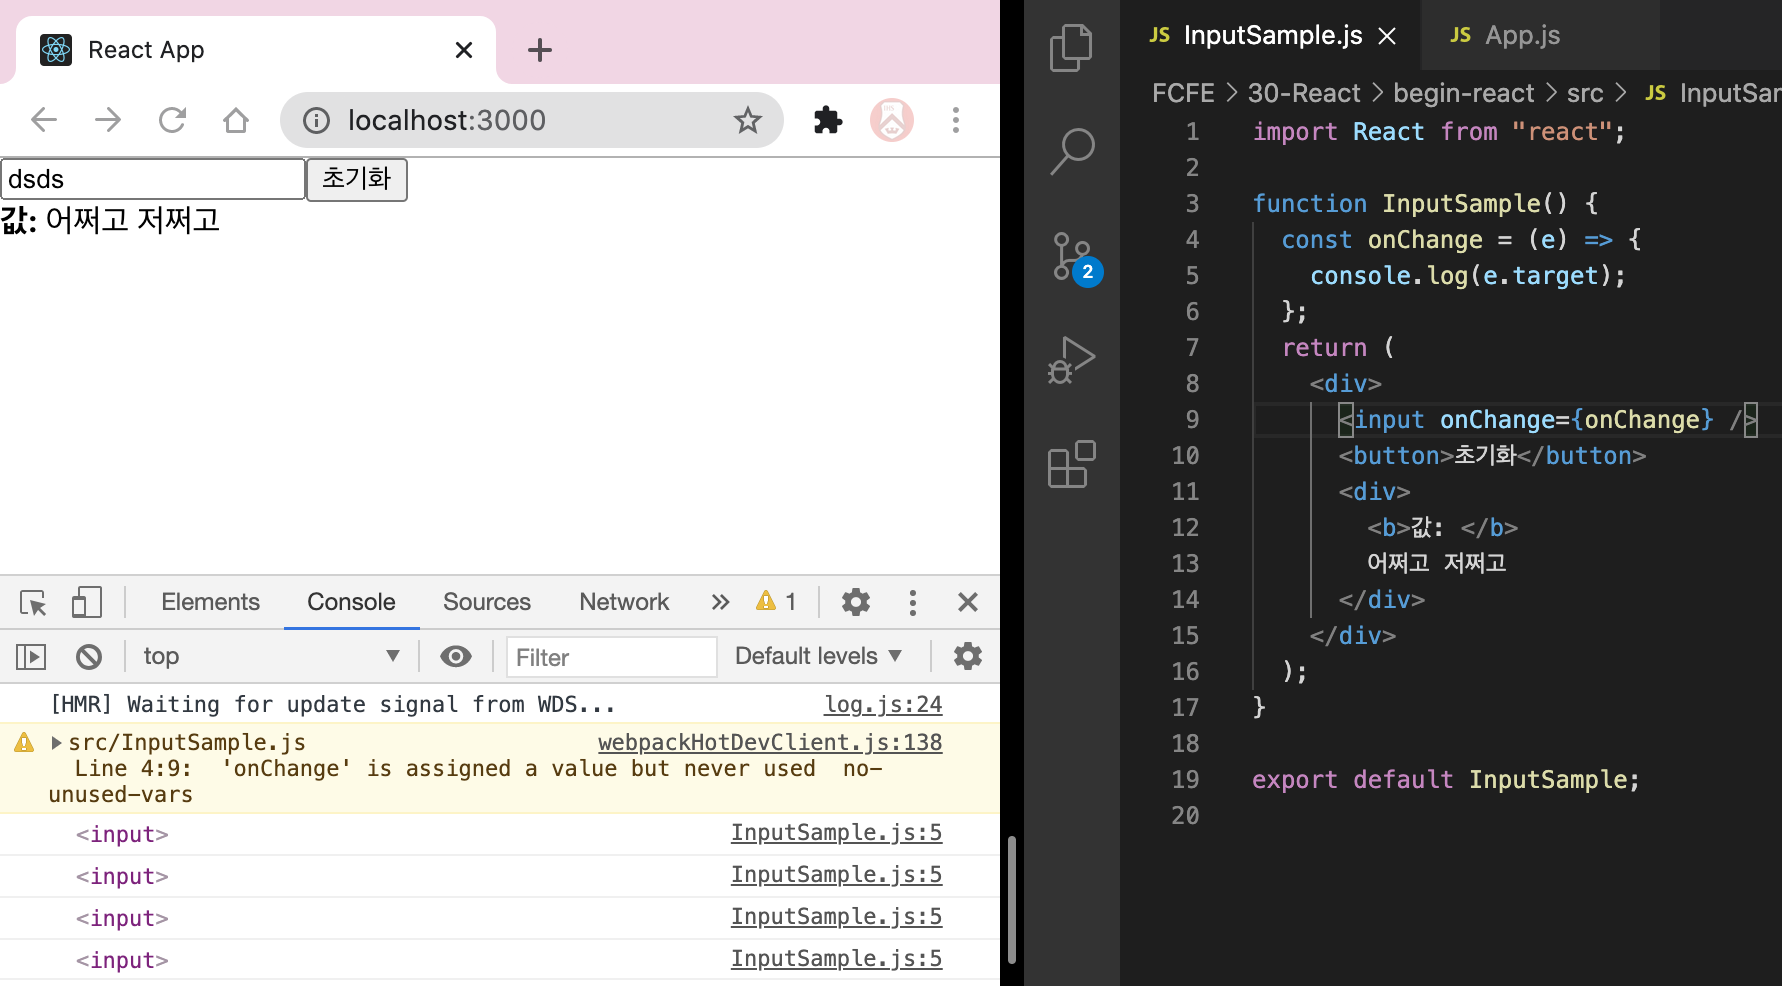 React App
localhost:3000
dsds
초기화
값: 어쩌고 저쩌고
Elements Console Sources Network 1
top Filter Default levels
[HMR] Waiting for update signal from WDS... log.js:24
src/InputSample.js webpackHotDevClient.js:138
Line 4:9: 'onChange' is assigned a value but never used no-
unused-vars
<input> InputSample.js:5
<input> InputSample.js:5
<input> InputSample.js:5
<input> InputSample.js:5
2
JS InputSample.js JS App.js
FCFE > 30-React > begin-react > src > JS InputSam
1 import React from "react";
2
3 function InputSample() {
4 const onChange = (e) => {
5 console.log(e.target);
6 };
7 return (
8 <div>
9 <input onChange={onChange} />
10 <button>초기화</button>
11 <div>
12 <b>값: </b>
13 어쩌고 저쩌고
14 </div>
15 </div>
16 );
17 }
18
19 export default InputSample;
20